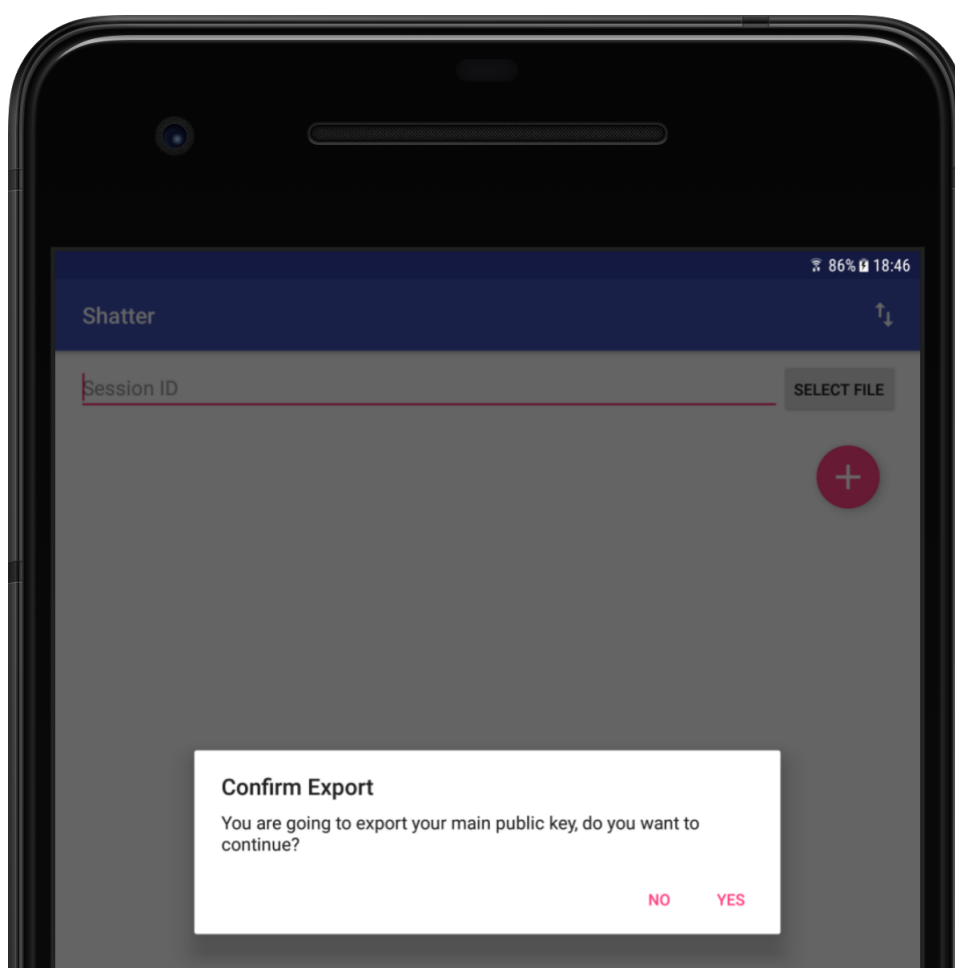 86% 18:46
Shatter
Session ID
SELECT FILE
Confirm Export
You are going to export your main public key, do you want to
continue?
NO YES